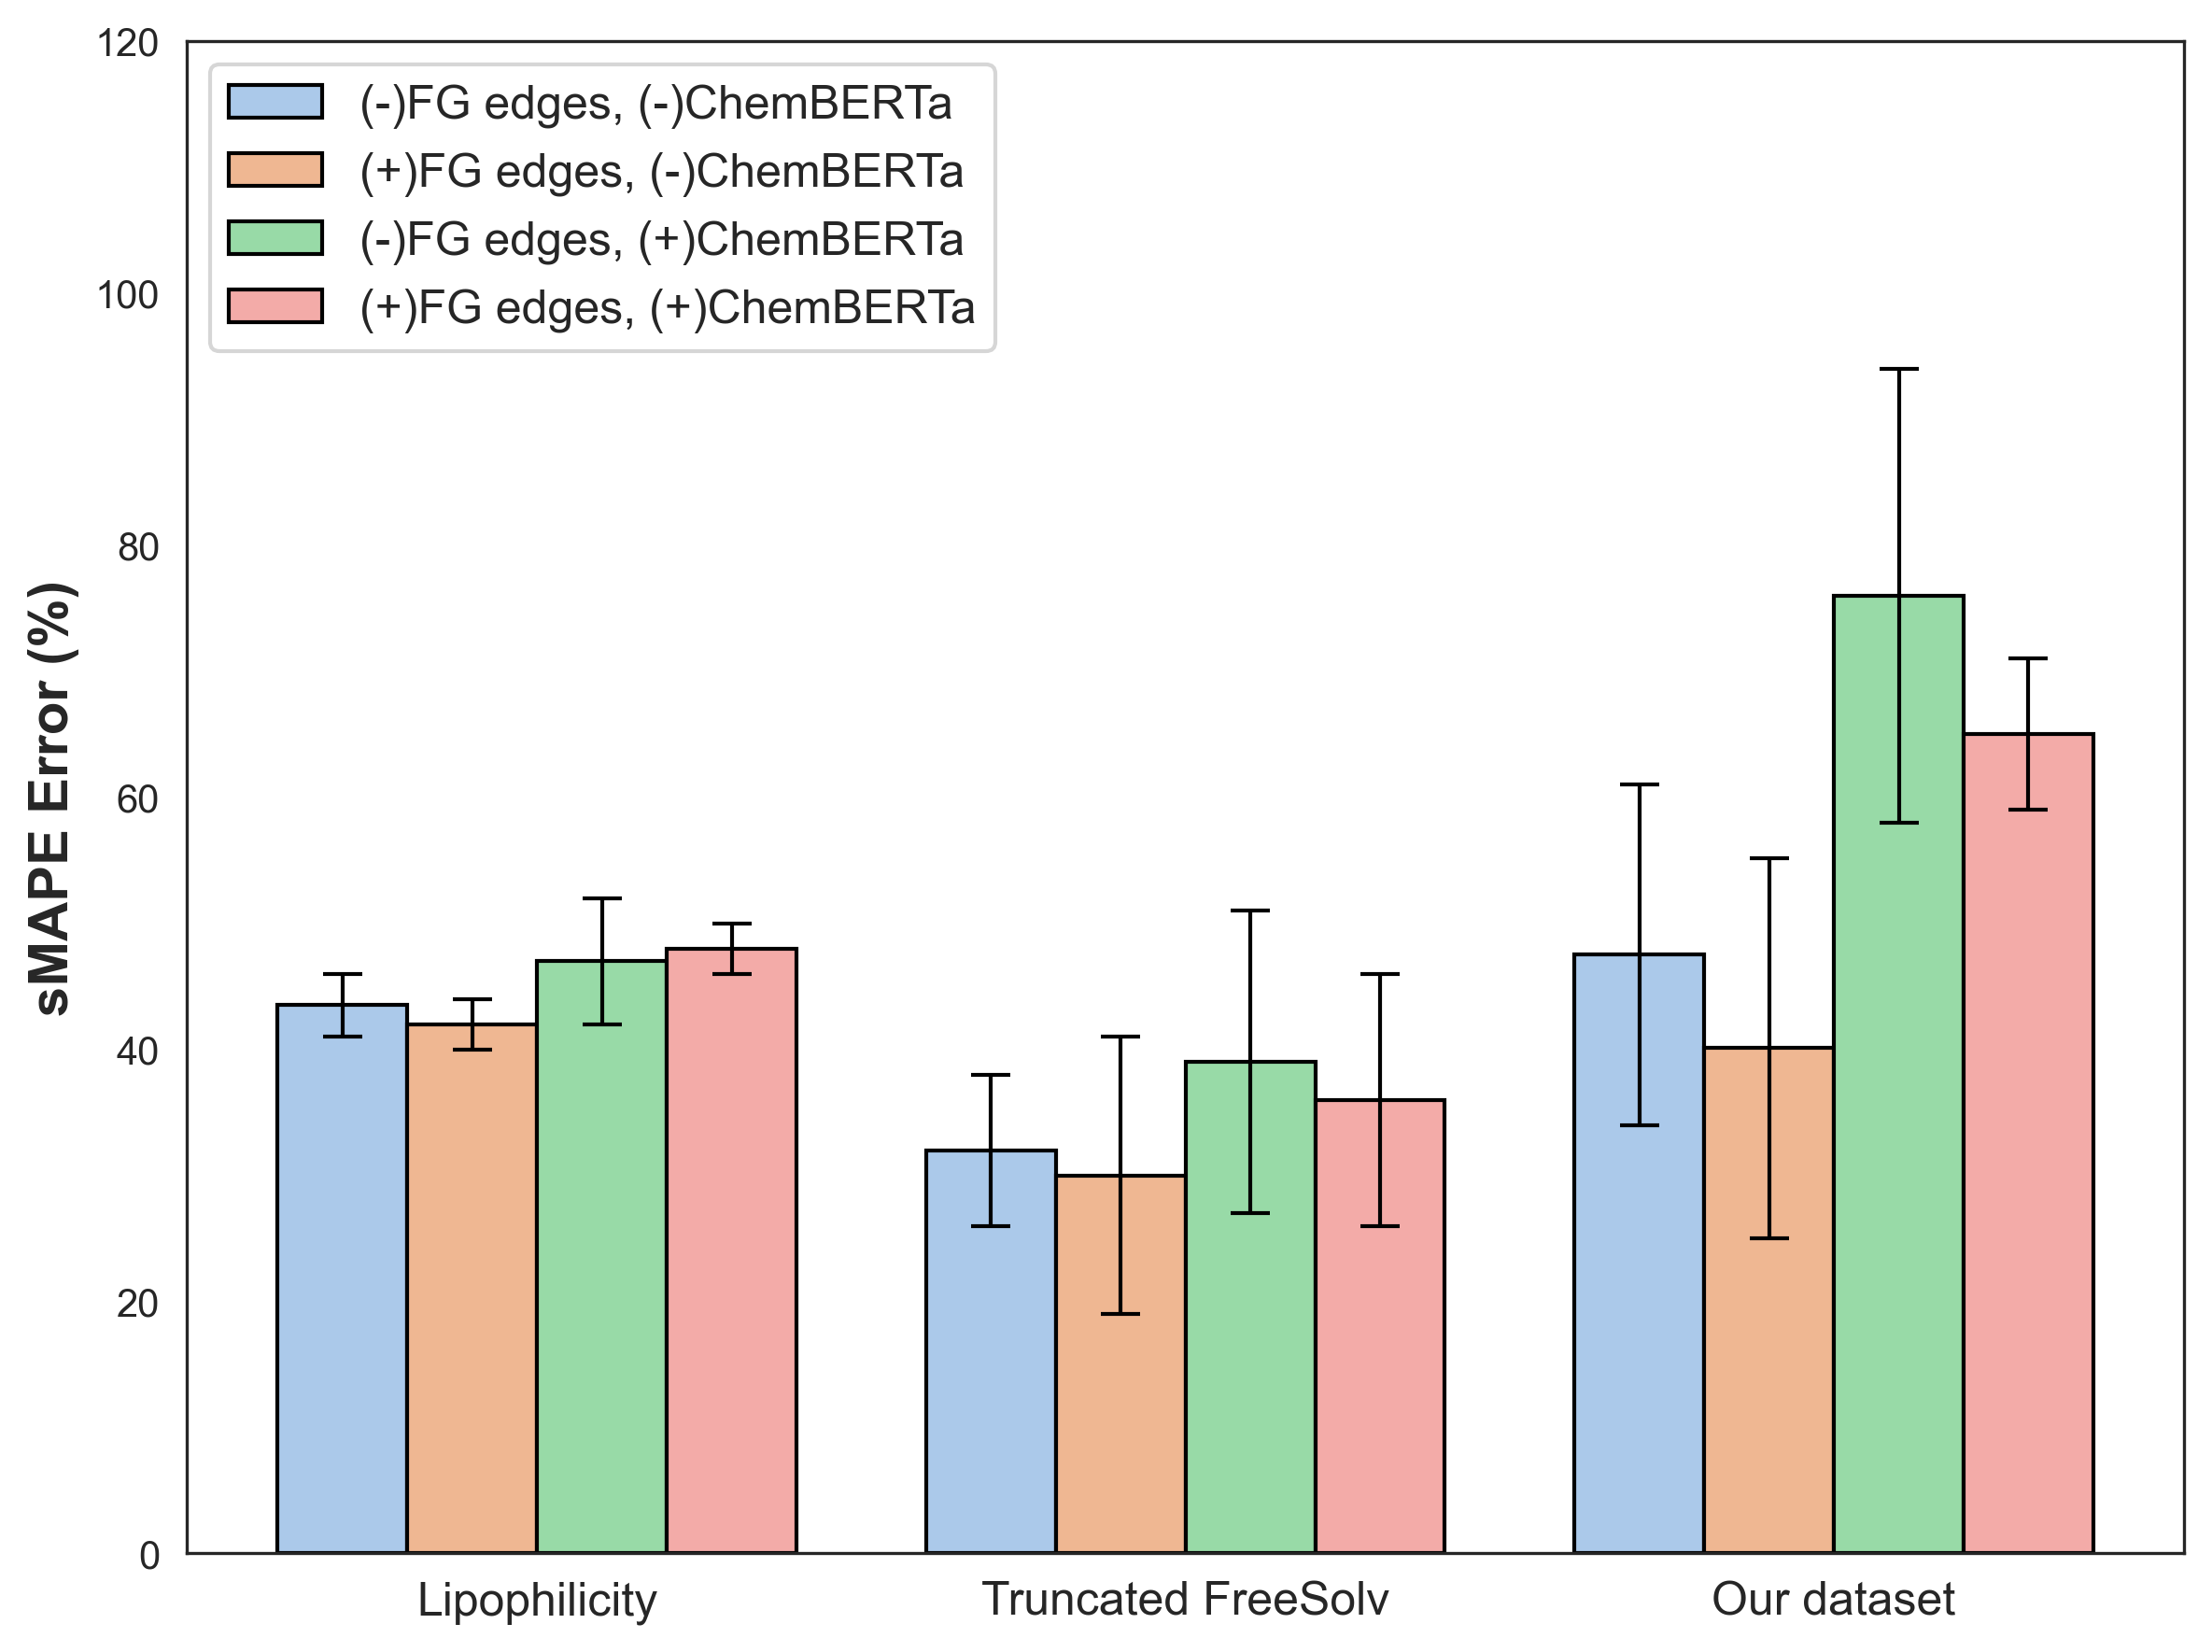 120
100
80
60
40
20
0
sMAPE Error (%)
(-)FG edges, (-)ChemBERTa
(+)FG edges, (-)ChemBERTa
(-)FG edges, (+)ChemBERTa
(+)FG edges, (+)ChemBERTa
Lipophilicity
Truncated FreeSolv
Our dataset